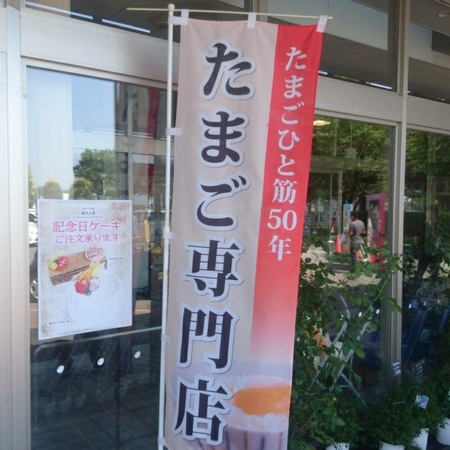 たまごひと筋50年
たまご専門店
記念日ケーキ
ご注文承ります